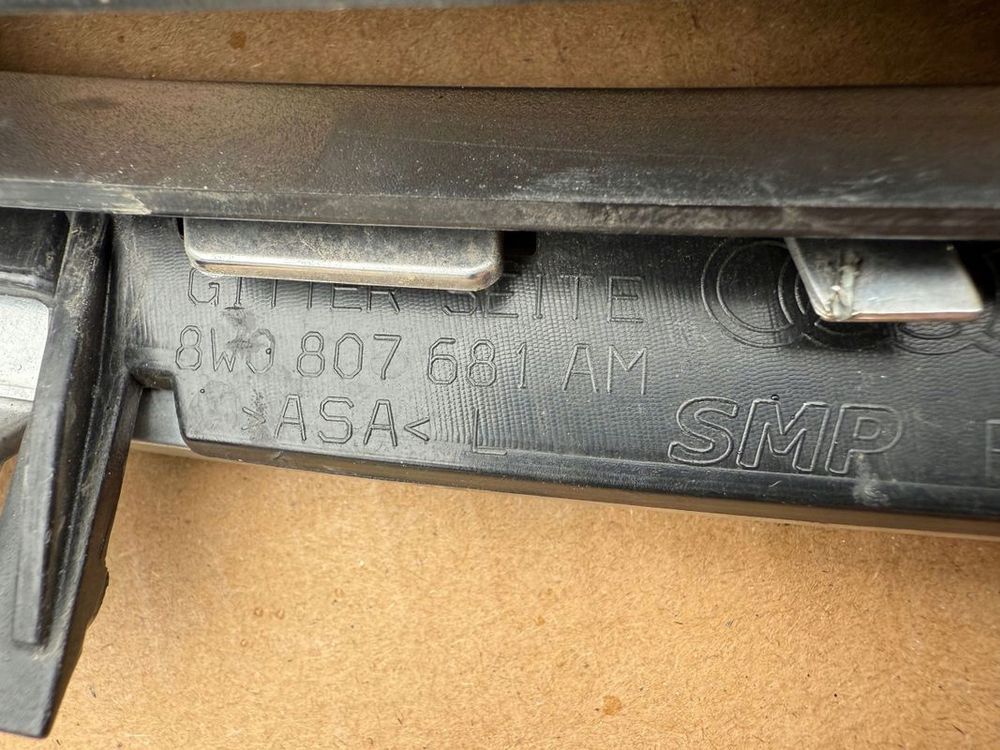 GITTER SEITE
8W0 807 681 AM
>ASA< L
SMP